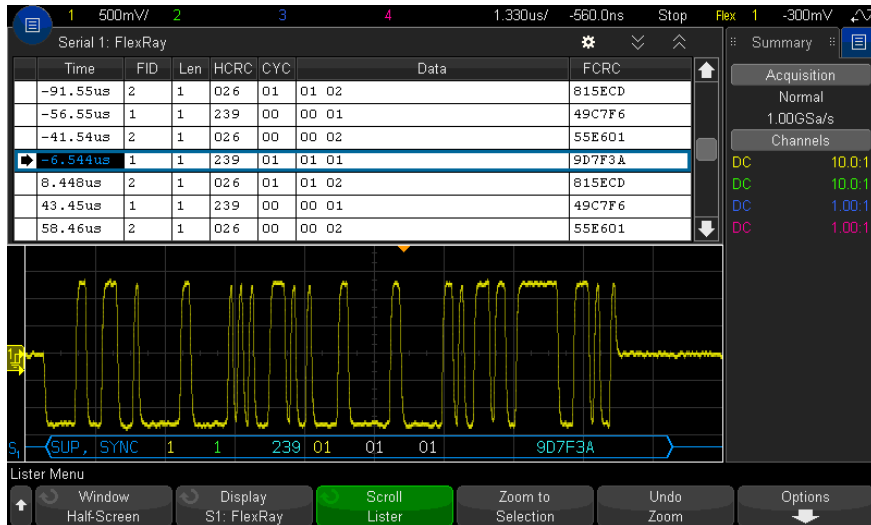 1 500mV/ 2 3 4 1.330us/ -560.0ns Stop Flex 1 -300mV
Serial 1: FlexRay
Time FID Len HCRC CYC Data FCRC
-91.55us 2 1 026 01 01 02 815ECD
-56.55us 1 1 239 00 00 01 49C7F6
-41.54us 2 1 026 00 00 02 55E601
-6.544us 1 1 239 01 01 01 9D7F3A
8.448us 2 1 026 01 01 02 815ECD
43.45us 1 1 239 00 00 01 49C7F6
58.46us 2 1 026 00 00 02 55E601
Summary
Acquisition
Normal
1.00GSa/s
Channels
DC 10.0:1
DC 10.0:1
DC 1.00:1
DC 1.00:1
1
S1 SUP, SYNC 1 1 239 01 01 01 9D7F3A
Lister Menu
Window
Half-Screen
Display
S1: FlexRay
Scroll
Lister
Zoom to
Selection
Undo
Zoom
Options